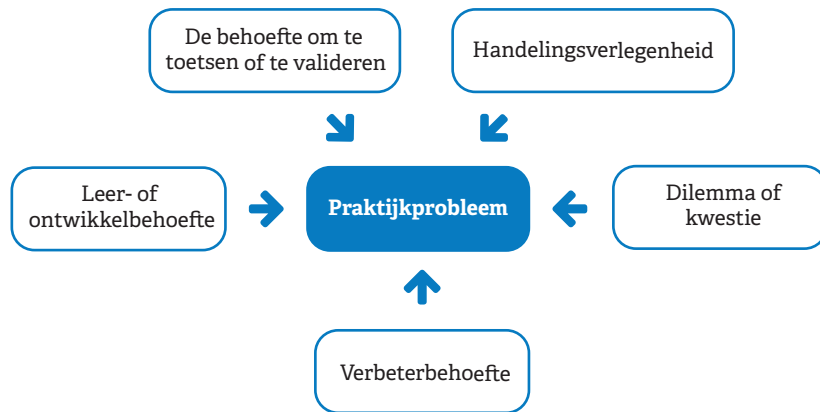 De behoefte om te
toetsen of te valideren
Handelingsverlegenheid
Leer- of
ontwikkelbehoefte
Praktijkprobleem
Dilemma of
kwestie
Verbeterbehoefte